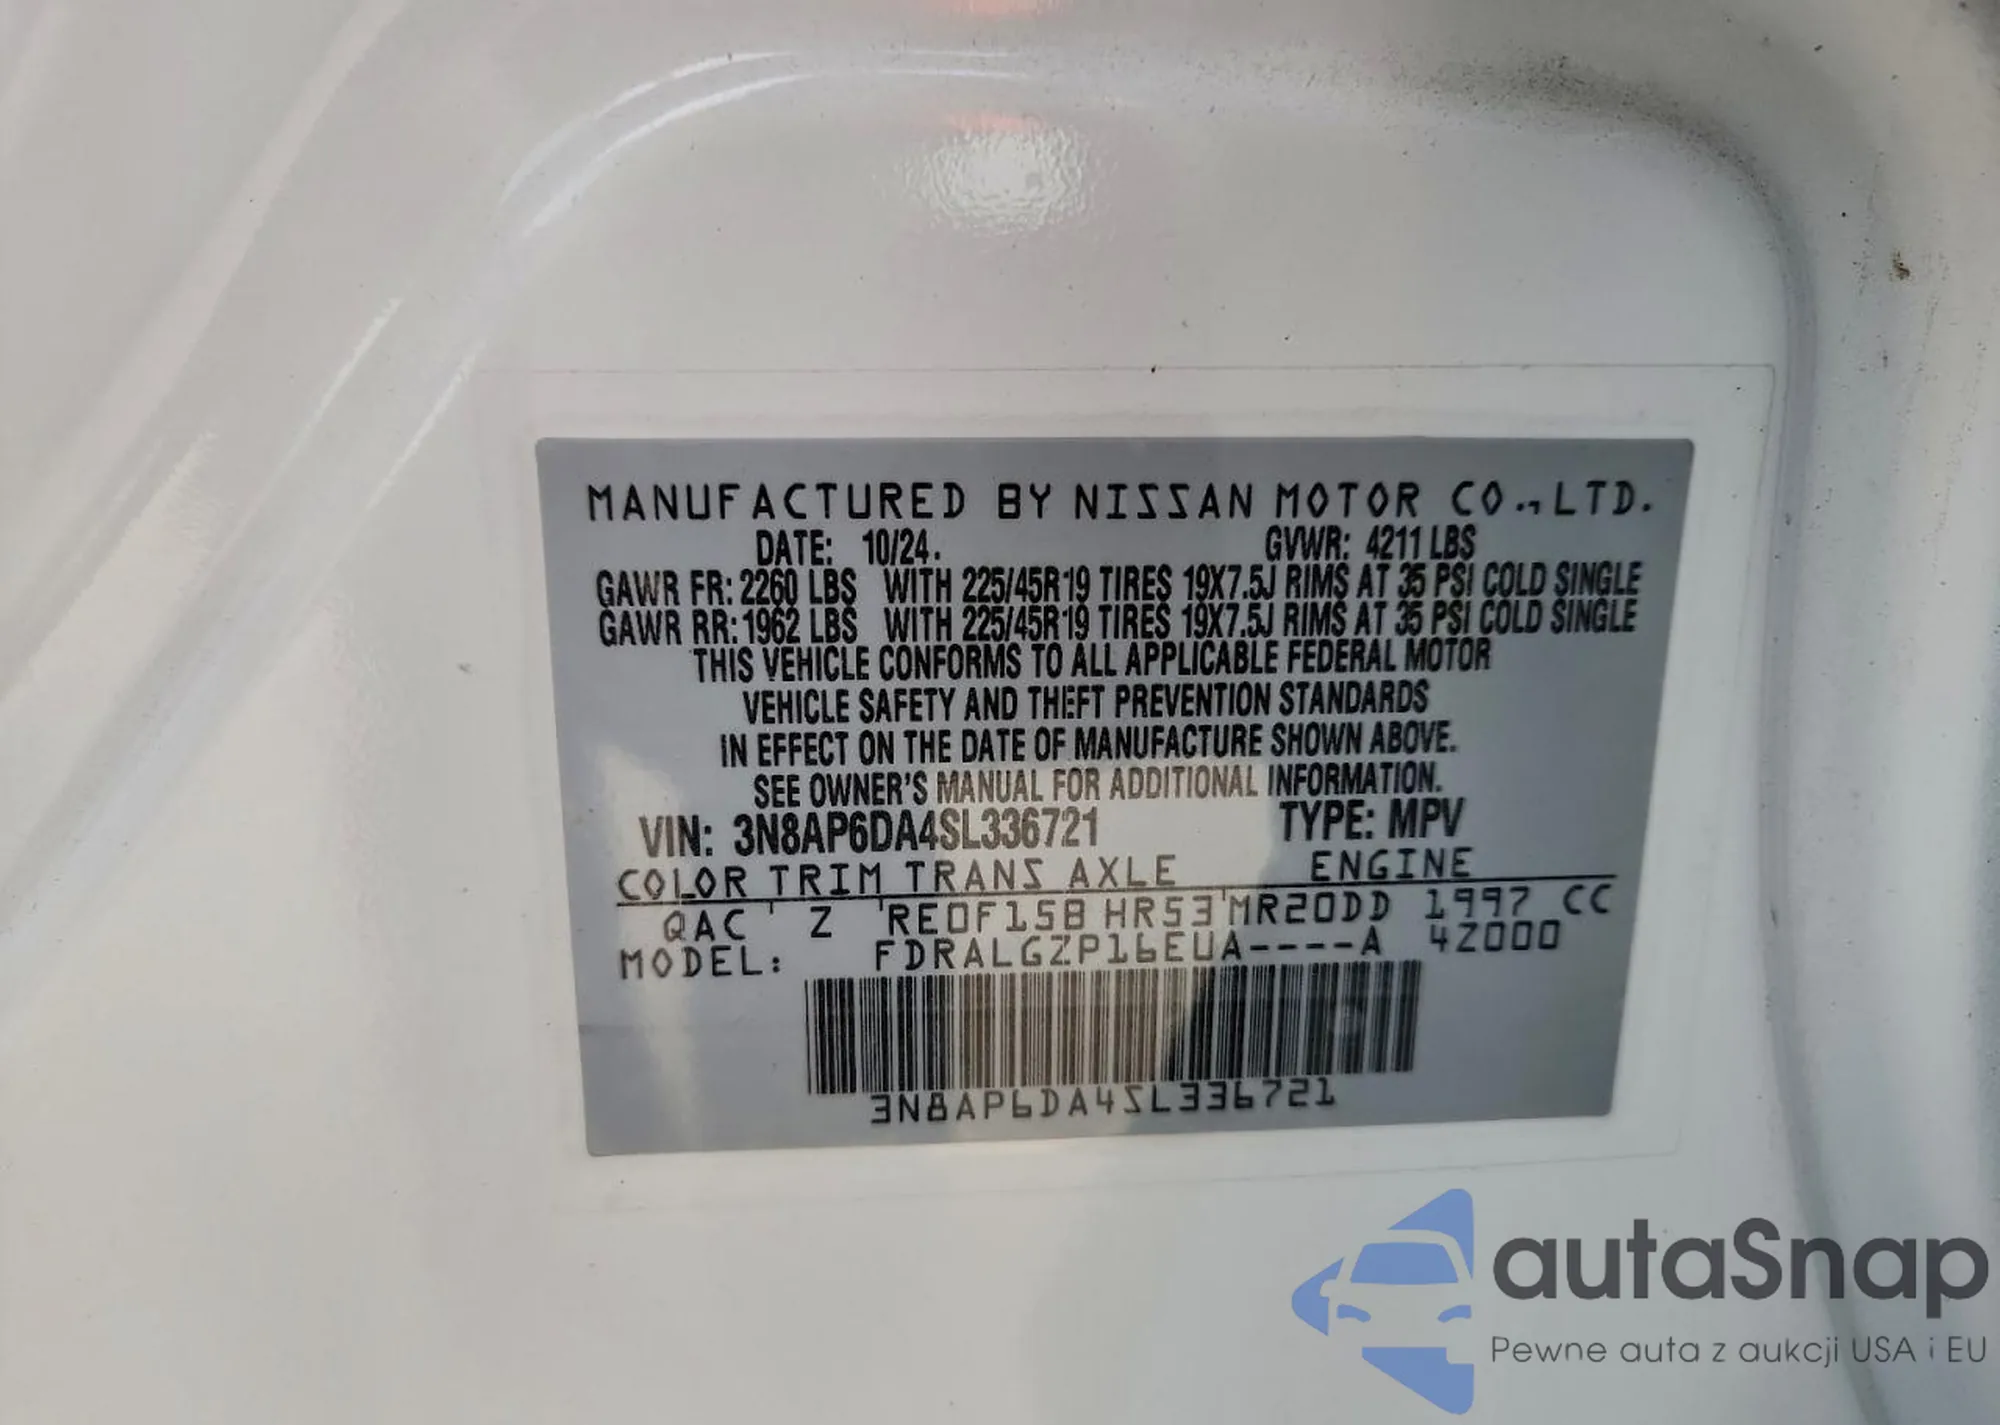 MANUFACTURED BY NISSAN MOTOR CO., LTD.
DATE: 10/24. GVWR: 4211 LBS
GAWR FR: 2260 LBS WITH 225/45R19 TIRES 19X7.5J RIMS AT 35 PSI COLD SINGLE
GAWR RR: 1962 LBS WITH 225/45R19 TIRES 19X7.5J RIMS AT 35 PSI COLD SINGLE
THIS VEHICLE CONFORMS TO ALL APPLICABLE FEDERAL MOTOR
VEHICLE SAFETY AND THEFT PREVENTION STANDARDS
IN EFFECT ON THE DATE OF MANUFACTURE SHOWN ABOVE.
SEE OWNER'S MANUAL FOR ADDITIONAL INFORMATION.
VIN: 3N8AP6DA4SL336721 TYPE: MPV
COLOR TRIM TRANS AXLE ENGINE
QAC Z RE0F15B HR53 MR20DD 1997 CC
MODEL: FDRALGZP16EUA----A 42000
3N8AP6DA4SL336721
autaSnap
Pewne auta z aukcji USA i EU